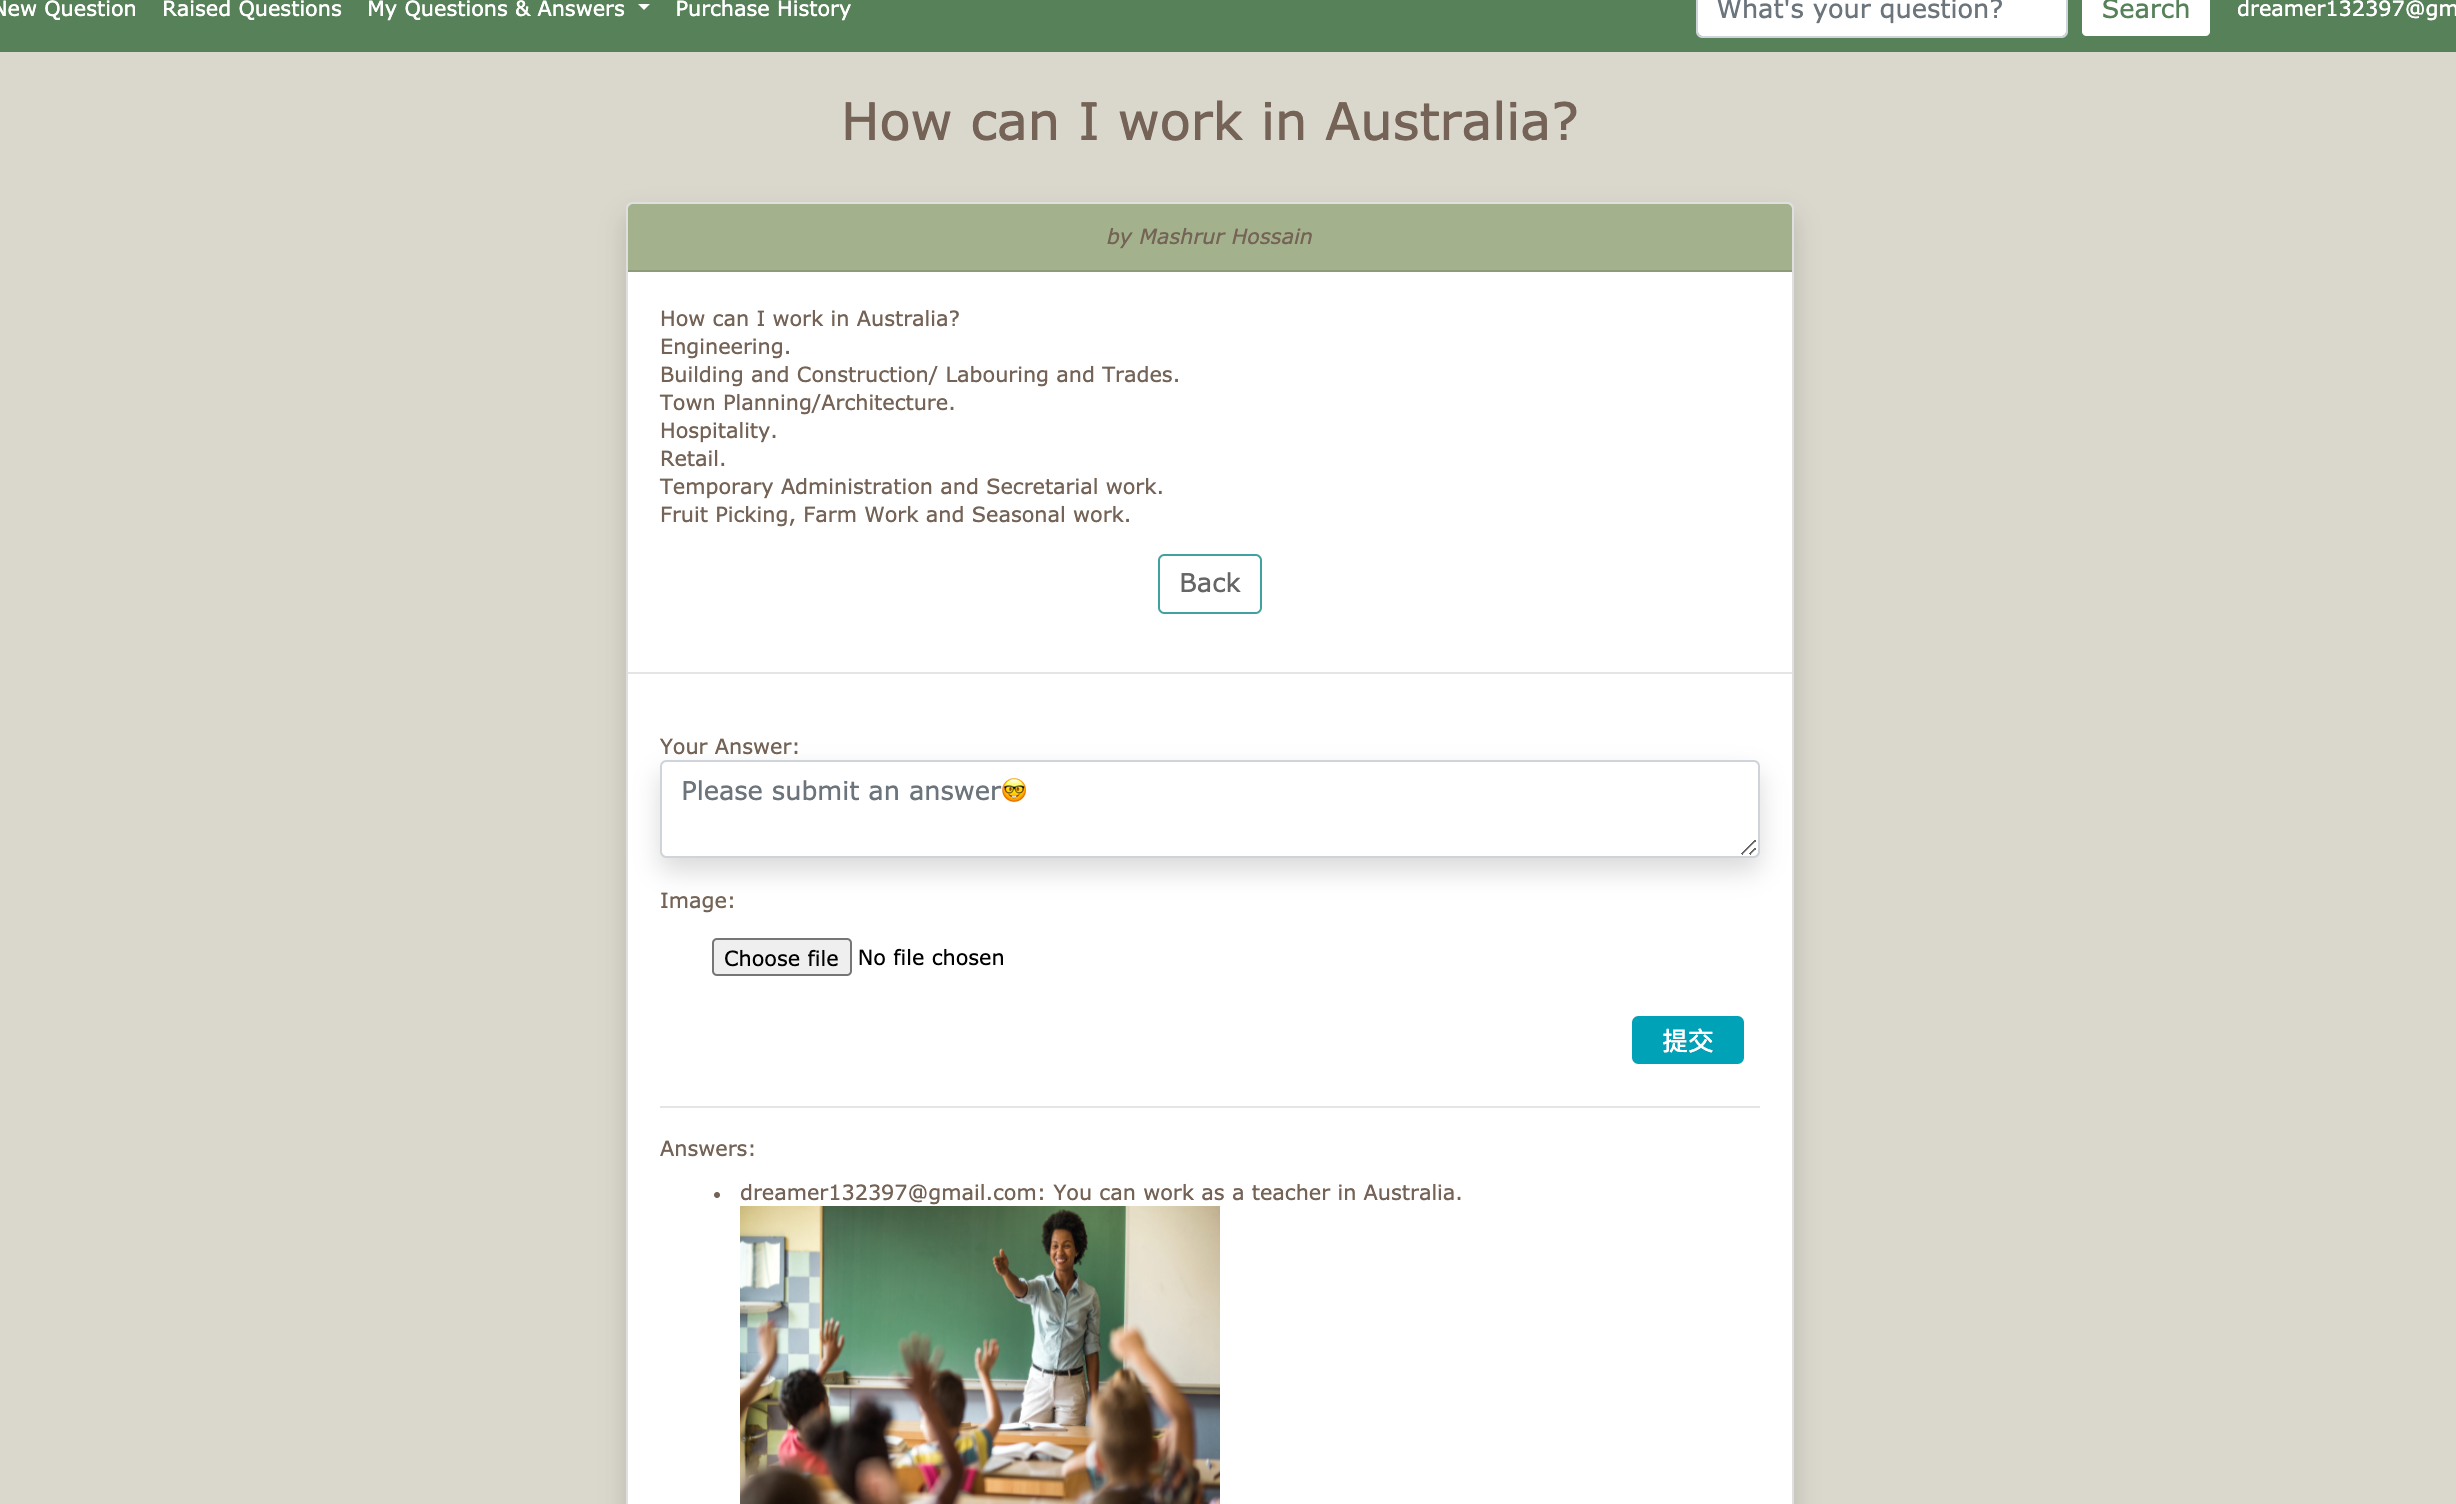 New Question Raised Questions My Questions & Answers Purchase History What's your question? Search dreamer132397@gm
How can I work in Australia?
by Mashrur Hossain
How can I work in Australia?
Engineering.
Building and Construction/ Labouring and Trades.
Town Planning/Architecture.
Hospitality.
Retail.
Temporary Administration and Secretarial work.
Fruit Picking, Farm Work and Seasonal work.
Back
Your Answer:
Please submit an answer🤓
Image:
Choose file No file chosen
提交
Answers:
dreamer132397@gmail.com: You can work as a teacher in Australia.